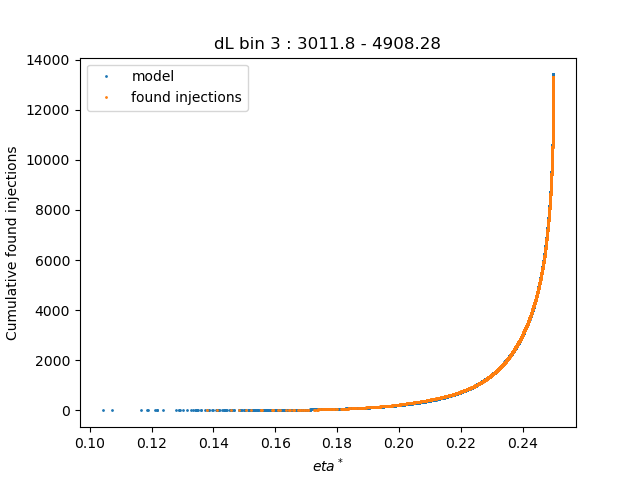 dL bin 3 : 3011.8 - 4908.28
model
found injections
Cumulative found injections
14000
12000
10000
8000
6000
4000
2000
0
0.10 0.12 0.14 0.16 0.18 0.20 0.22 0.24
eta*